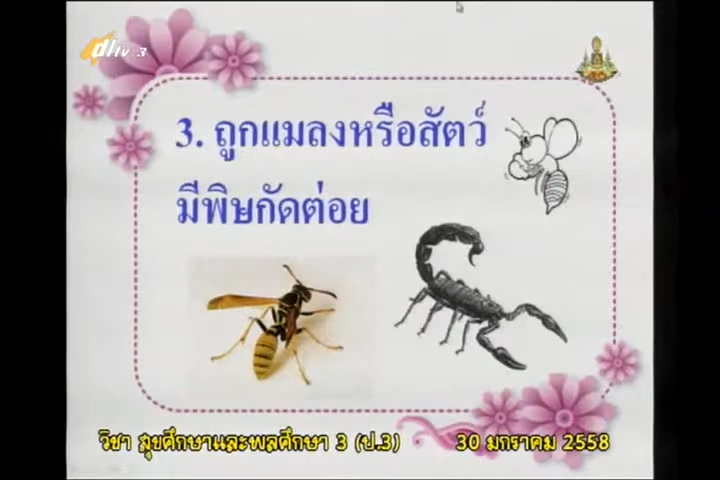 dltv 3
3. ถูกแมลงหรือสัตว์
มีพิษกัดต่อย
วิชา สุขศึกษาและพลศึกษา 3 (ป.3) 30 มกราคม 2558